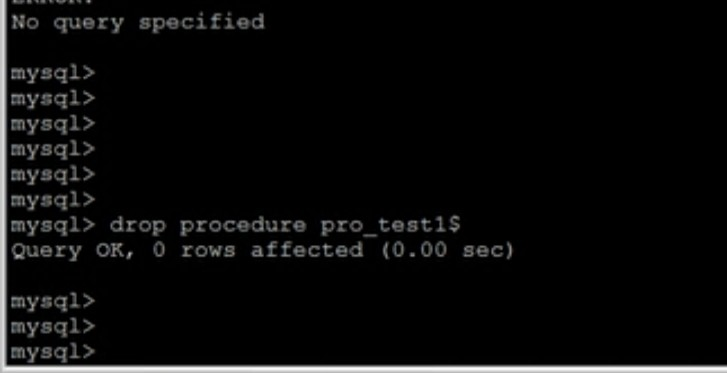 ERROR:
No query specified
mysql>
mysql>
mysql>
mysql>
mysql>
mysql>
mysql> drop procedure pro_test1$
Query OK, 0 rows affected (0.00 sec)
mysql>
mysql>
mysql>